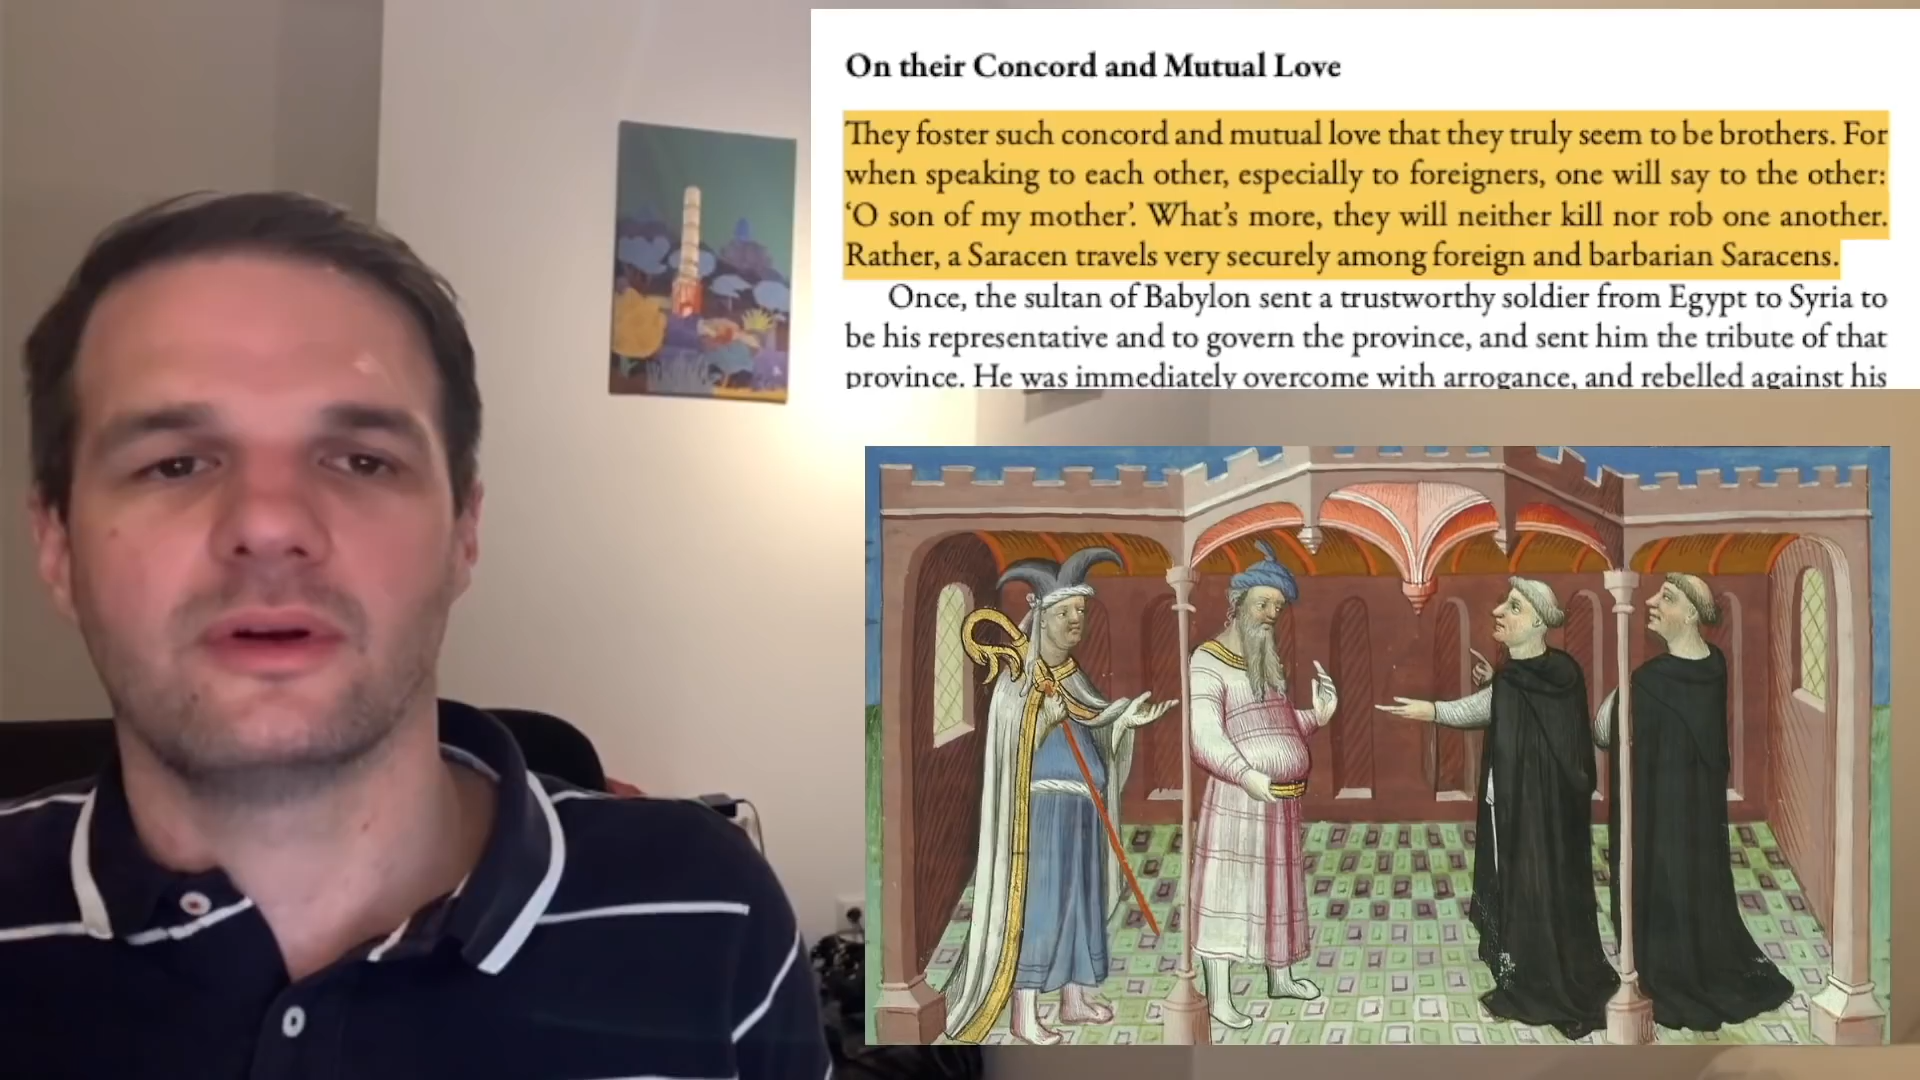 On their Concord and Mutual Love
They foster such concord and mutual love that they truly seem to be brothers. For
when speaking to each other, especially to foreigners, one will say to the other:
‘O son of my mother’. What’s more, they will neither kill nor rob one another.
Rather, a Saracen travels very securely among foreign and barbarian Saracens.
Once, the sultan of Babylon sent a trustworthy soldier from Egypt to Syria to
be his representative and to govern the province, and sent him the tribute of that
province. He was immediately overcome with arrogance, and rebelled against his